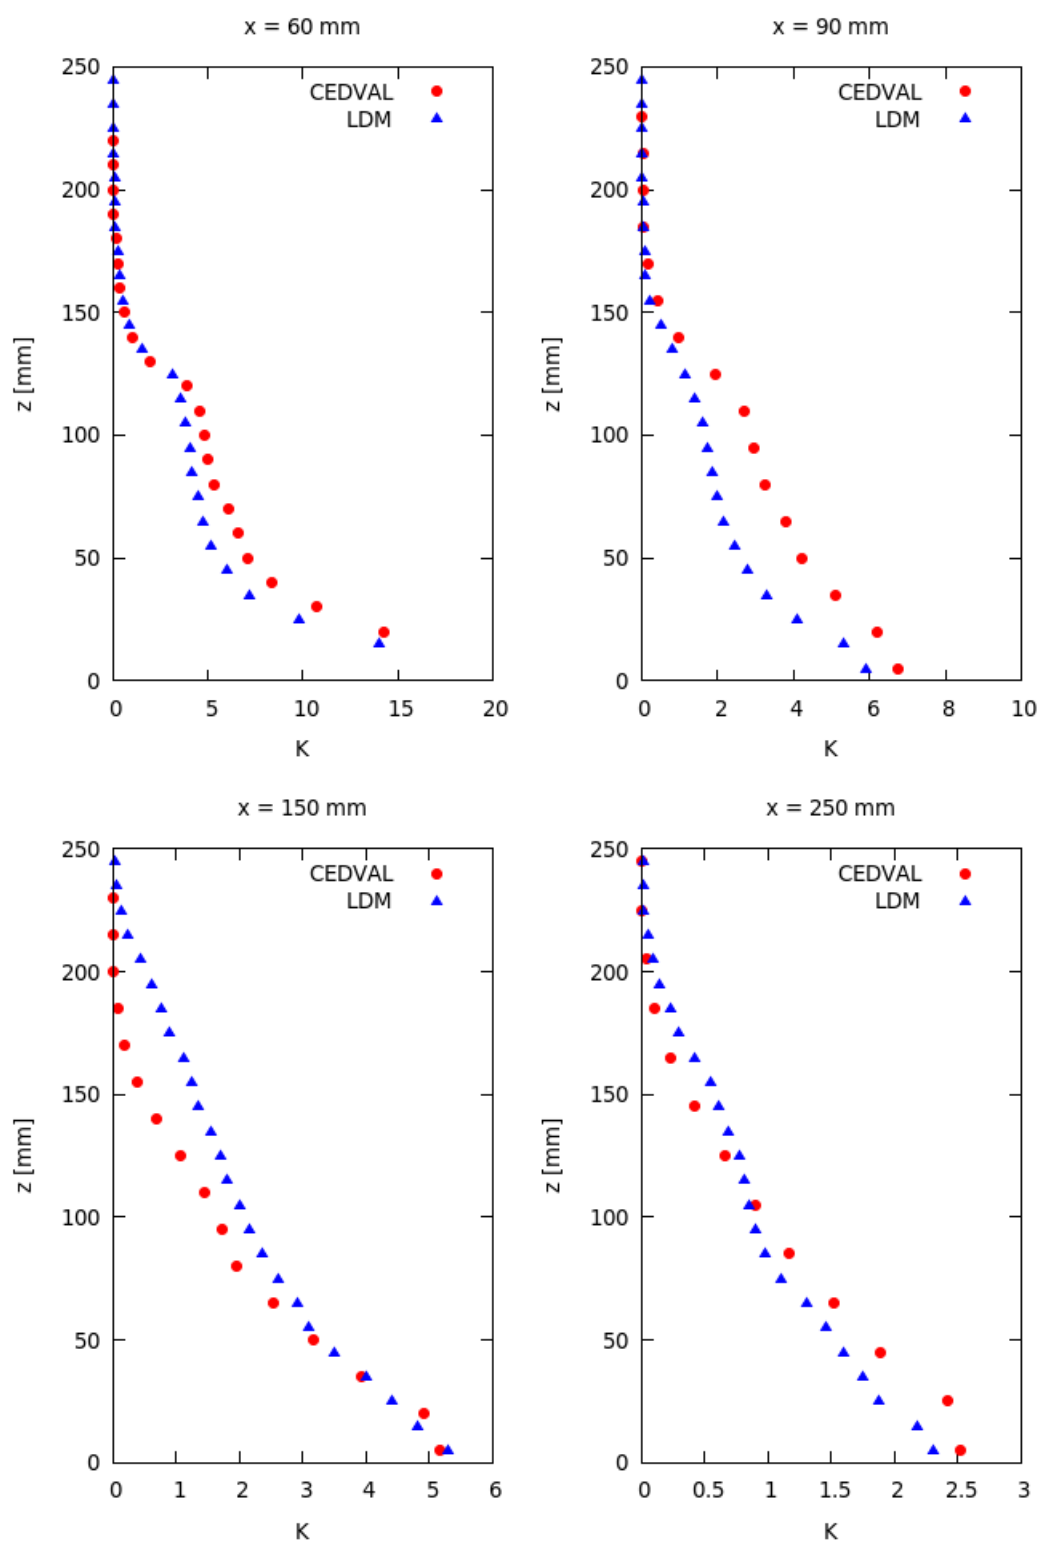 x = 60 mm
250
200
150
100
50
0
z [mm]
CEDVAL
LDM
0 5 10 15 20
K
x = 90 mm
250
200
150
100
50
0
z [mm]
CEDVAL
LDM
0 2 4 6 8 10
K
x = 150 mm
250
200
150
100
50
0
z [mm]
CEDVAL
LDM
0 1 2 3 4 5 6
K
x = 250 mm
250
200
150
100
50
0
z [mm]
CEDVAL
LDM
0 0.5 1 1.5 2 2.5 3
K